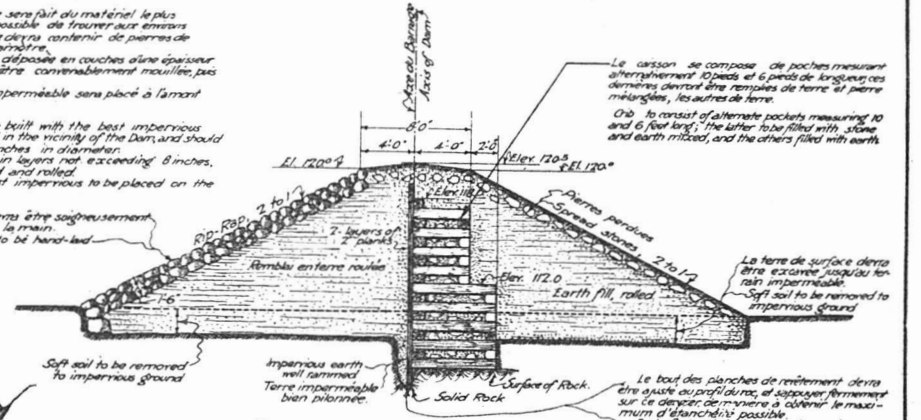 sera fait du matériel le plus
possible de trouver aux environs
devra contenir de pierres de
déposée en couches d'une épaisseur
être convenablement mouillée, puis
imperméable sera placé à l'amont
built with the best impervious
in the vicinity of the Dam, and should
inches in diameter.
in layers not exceeding 8 inches,
and rolled.
impervious to be placed on the
être soigneusement
la main.
to be hand-laid
Axe du Barrage
Axis of Dam
8'-0"
4'-0"
4'-0"
2'-0"
El. 120
Elev. 120.5
El. 120
Le caisson se compose de poches mesurant
alternativement 10 pieds et 6 pieds de longueur, ces
dernières devront être remplies de terre et pierre
mélangées, les autres de terre.
Crib to consist of alternate pockets measuring 10
and 6 feet long; the latter to be filled with stone
and earth mixed, and the others filled with earth
Rip-Rap. 2 to 1
2-layers of
2" planks
Remblai en terre roulée
Elev. 112.0
Earth fill, rolled.
Pierres perdues
Spread stones
2 to 1
1-6
La terre de surface devra
être excavée jusqu'au ter-
rain imperméable.
Soft soil to be removed to
impervious ground
Soft soil to be removed
to impervious ground
Impervious earth
well rammed
Terre imperméable
bien pilonnée.
Solid Rock
Surface of Rock.
Le bout des planches de revêtement devra
être ajusté au profil du roc, et s'appuyer fermement
sur ce dernier de manière à obtenir le maxi-
mum d'étanchéité possible.